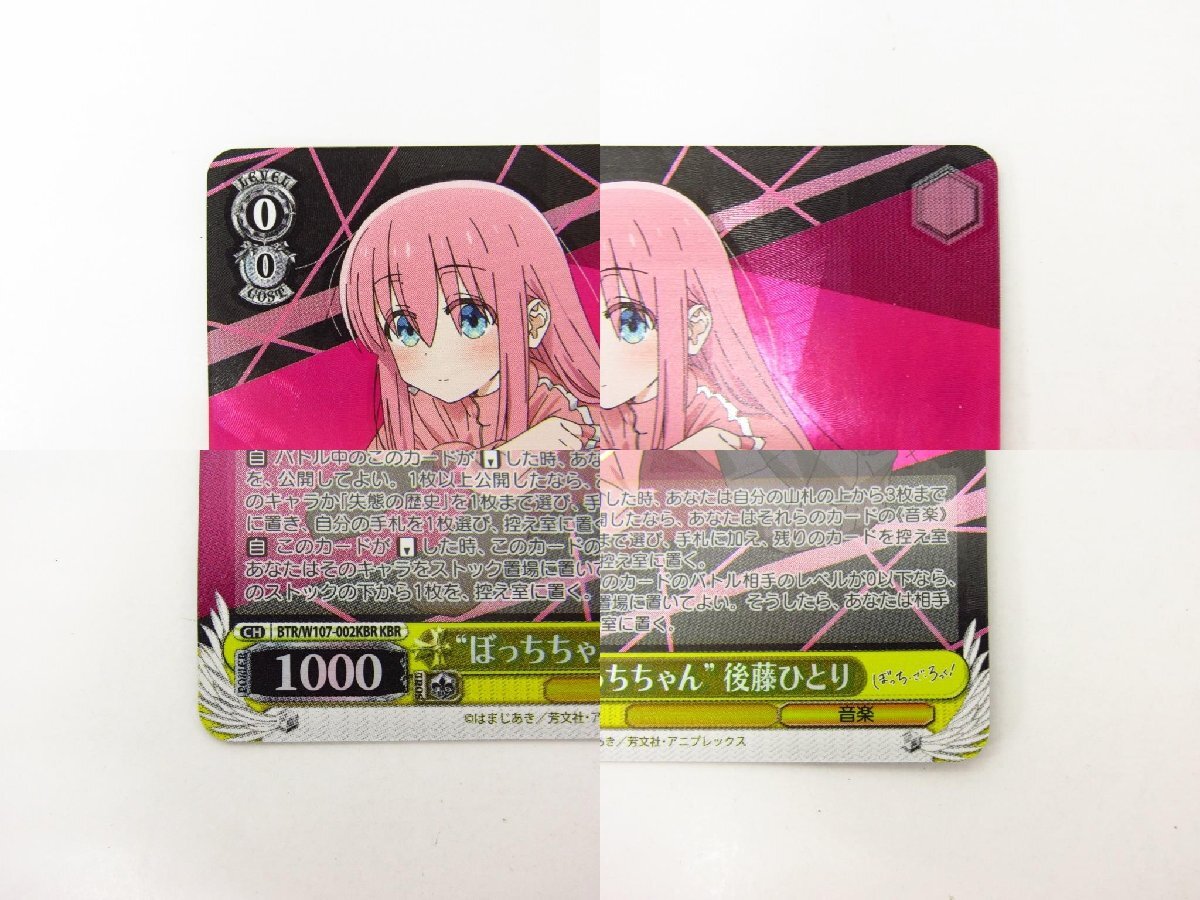 LEVEL
0
0
COST
自 バトル中のこのカードが した時、あな
を、公開してよい。1枚以上公開したなら、
のキャラか「失態の歴史」を1枚まで選び、手
に置き、自分の手札を1枚選び、控え室に置
自 このカードが した時、このカードの
あなたはそのキャラをストック置場に置いて
のストックの下から1枚を、控え室に置く。
した時、あなたは自分の山札の上から3枚まで
開したなら、あなたはそれらのカードの《音楽》
まで選び、手札に加え、残りのカードを控え室
控え室に置く。
のカードのバトル相手のレベルが0以下なら、
置場に置いてよい。そうしたら、あなたは相手
室に置く。
CH BTR/W107-002KBR KBR
POWER
1000
SOUL
“ぼっちちゃ
©はまじあき／芳文社・ア
っちちゃん” 後藤ひとり
ぼっち・ざ・ろっく!
音楽
あき／芳文社・アニプレックス